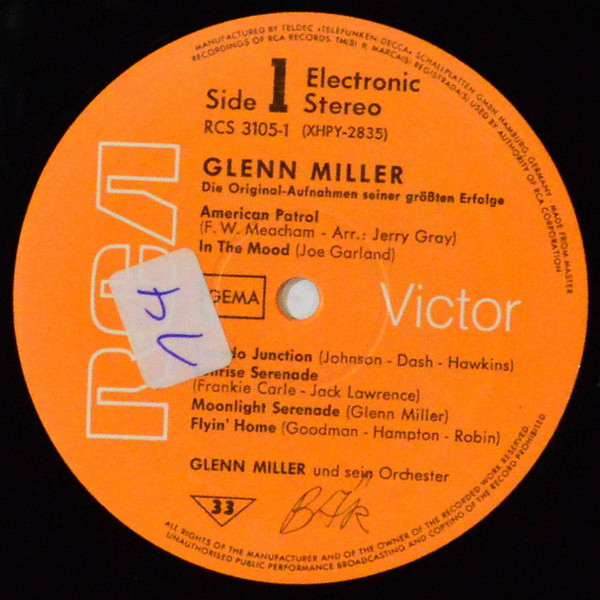 MANUFACTURED BY TELDEC »TELEFUNKEN-DECCA« SCHALLPLATTEN GMBH, HAMBURG, GERMANY · MADE FROM MASTER
RECORDINGS OF RCA RECORDS. TM(S) ® MARCA(S) REGISTRADA(S) USED BY AUTHORITY OF RCA CORPORATION
Side 1 Electronic
Stereo
RCS 3105-1 (XHPY-2835)
GLENN MILLER
Die Original-Aufnahmen seiner größten Erfolge
American Patrol
(F. W. Meacham - Arr.: Jerry Gray)
In The Mood (Joe Garland)
RCA
GEMA
Victor
Junction (Johnson - Dash - Hawkins)
Serenade
(Frankie Carle - Jack Lawrence)
Moonlight Serenade (Glenn Miller)
Flyin' Home (Goodman - Hampton - Robin)
GLENN MILLER und sein Orchester
33
ALL RIGHTS OF THE MANUFACTURER AND OF THE OWNER OF THE RECORDED WORK RESERVED
UNAUTHORISED PUBLIC PERFORMANCE BROADCASTING AND COPYING OF THE RECORD PROHIBITED